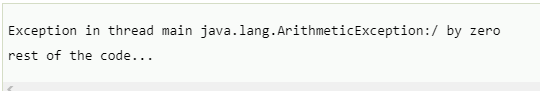 Exception in thread main java.lang.ArithmeticException:/ by zero
rest of the code...